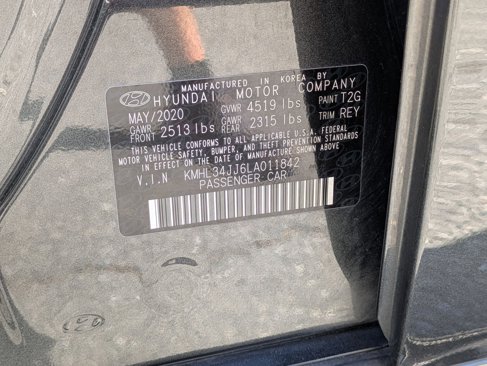 MANUFACTURED IN KOREA BY
HYUNDAI MOTOR COMPANY
MAY/2020 GVWR 4519 lbs PAINT T2G
GAWR FRONT 2513 lbs GAWR REAR 2315 lbs TRIM REY
THIS VEHICLE CONFORMS TO ALL APPLICABLE U.S.A. FEDERAL
MOTOR VEHICLE SAFETY, BUMPER, AND THEFT PREVENTION STANDARDS
IN EFFECT ON THE DATE OF MANUFACTURE SHOWN ABOVE
V.I.N KMHL34JJ6LA011842
PASSENGER CAR